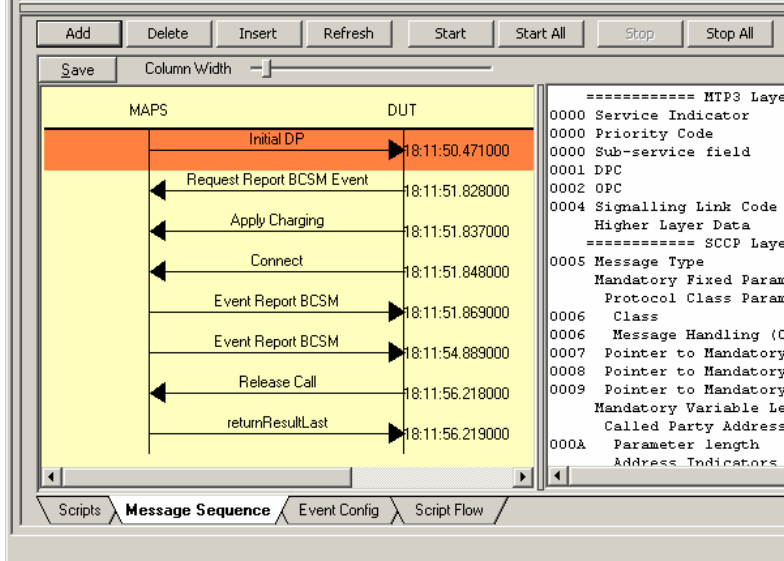 Add Delete Insert Refresh Start Start All Stop Stop All
Save Column Width
MAPS DUT
Initial DP
18:11:50.471000
Request Report BCSM Event
18:11:51.828000
Apply Charging
18:11:51.837000
Connect
18:11:51.848000
Event Report BCSM
18:11:51.869000
Event Report BCSM
18:11:54.889000
Release Call
18:11:56.218000
returnResultLast
18:11:56.219000
============ MTP3 Laye
0000 Service Indicator
0000 Priority Code
0000 Sub-service field
0001 DPC
0002 OPC
0004 Signalling Link Code
Higher Layer Data
============ SCCP Laye
0005 Message Type
Mandatory Fixed Param
Protocol Class Param
0006 Class
0006 Message Handling (C
0007 Pointer to Mandatory
0008 Pointer to Mandatory
0009 Pointer to Mandatory
Mandatory Variable Le
Called Party Address
000A Parameter length
Address Indicators
Scripts Message Sequence Event Config Script Flow